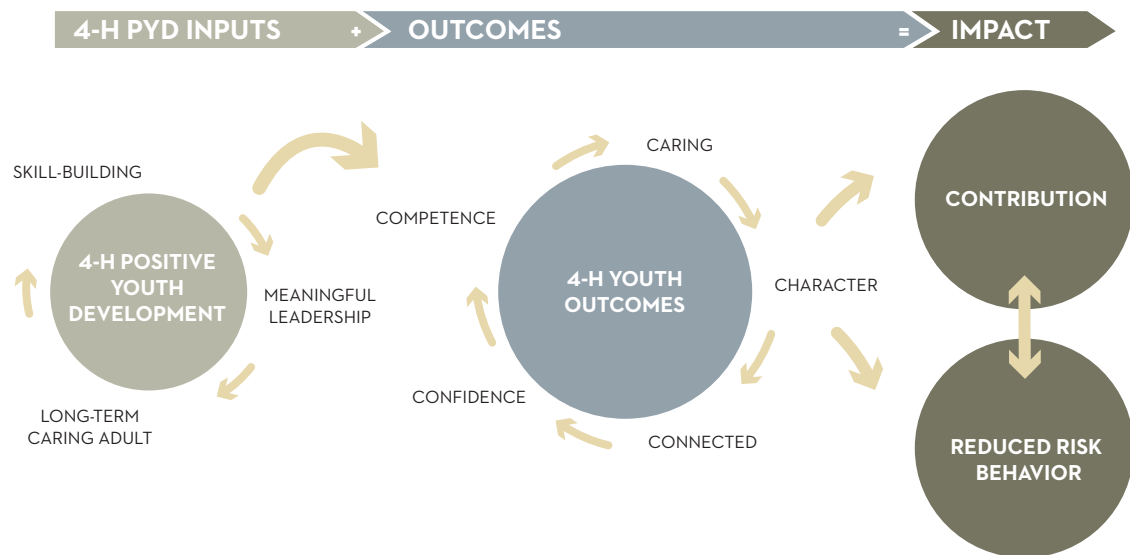 4-H PYD INPUTS + OUTCOMES = IMPACT
SKILL-BUILDING
4-H POSITIVE
YOUTH
DEVELOPMENT
MEANINGFUL
LEADERSHIP
LONG-TERM
CARING ADULT
CARING
COMPETENCE
4-H YOUTH
OUTCOMES
CHARACTER
CONFIDENCE
CONNECTED
CONTRIBUTION
REDUCED RISK
BEHAVIOR